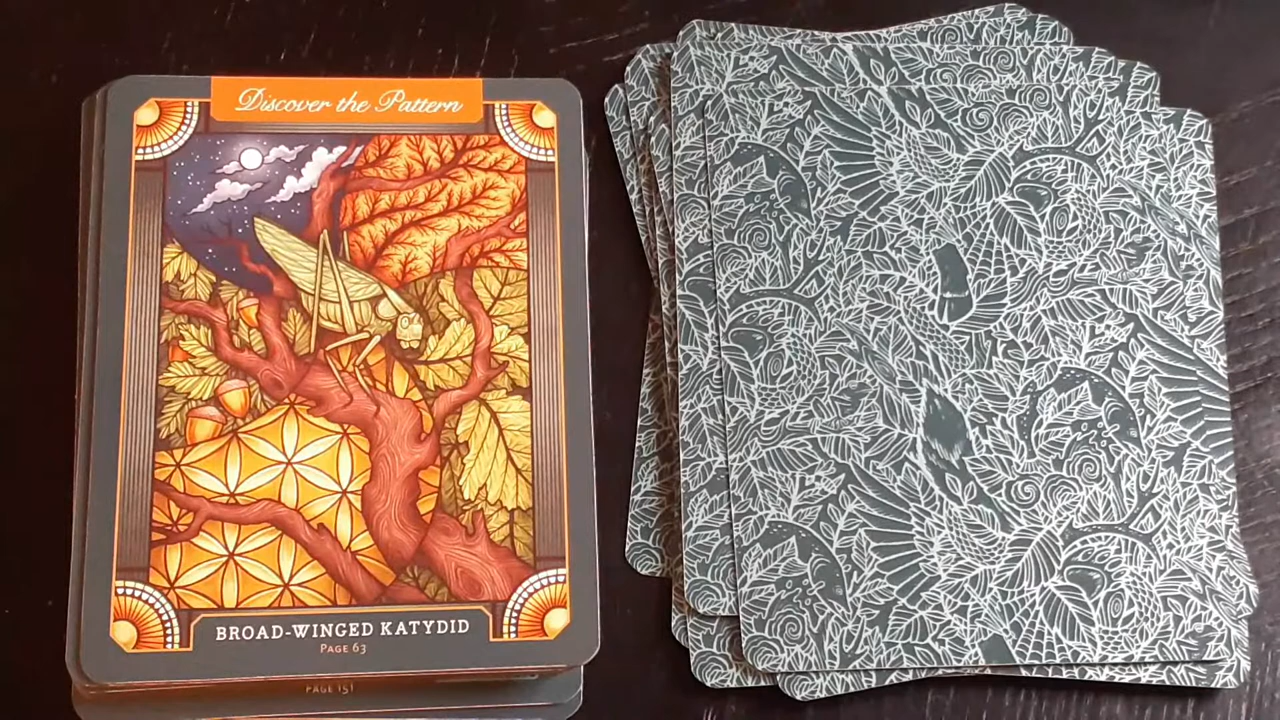 Discover the Pattern
BROAD-WINGED KATYDID
PAGE 63
PAGE 151